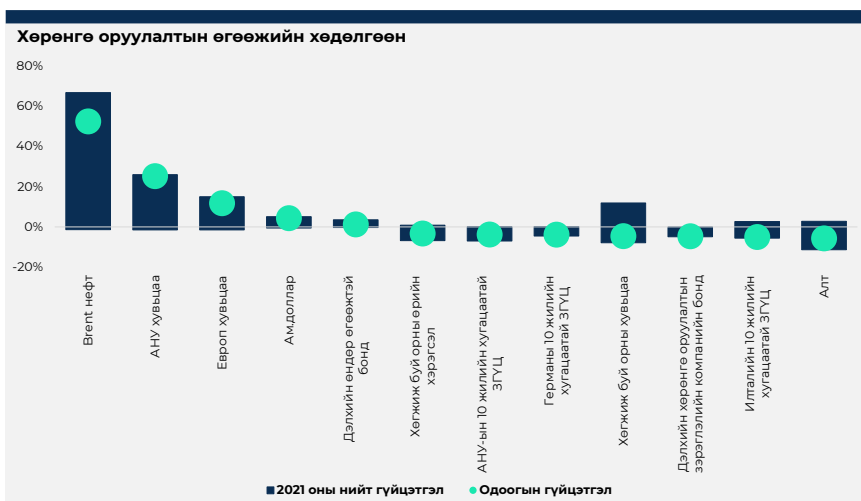 Хөрөнгө оруулалтын өгөөжийн хөдөлгөөн
80%
60%
40%
20%
0%
-20%
Brent нефт
АНУ хувьцаа
Европ хувьцаа
Ам.доллар
Дэлхийн өндөр өгөөжтэй
бонд
Хөгжиж буй орны өрийн
хэрэгсэл
АНУ-ын 10 жилийн хугацаатай
ЗГҮЦ
Германы 10 жилийн
хугацаатай ЗГҮЦ
Хөгжиж буй орны хувьцаа
Дэлхийн хөрөнгө оруулалтын
зэрэглэлийн компанийн бонд
Италийн 10 жилийн
хугацаатай ЗГҮЦ
Алт
2021 оны нийт гүйцэтгэл
Одоогын гүйцэтгэл